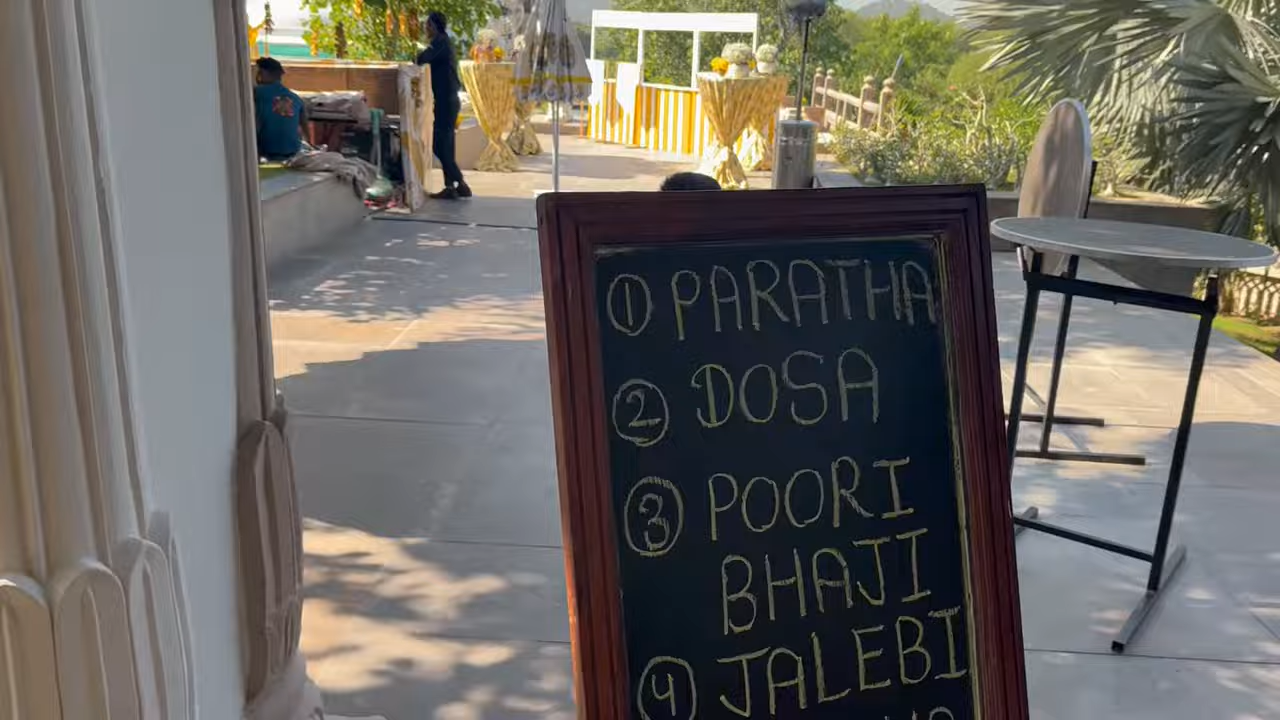 ① PARATHA
② DOSA
③ POORI
BHAJI
④ JALEBI